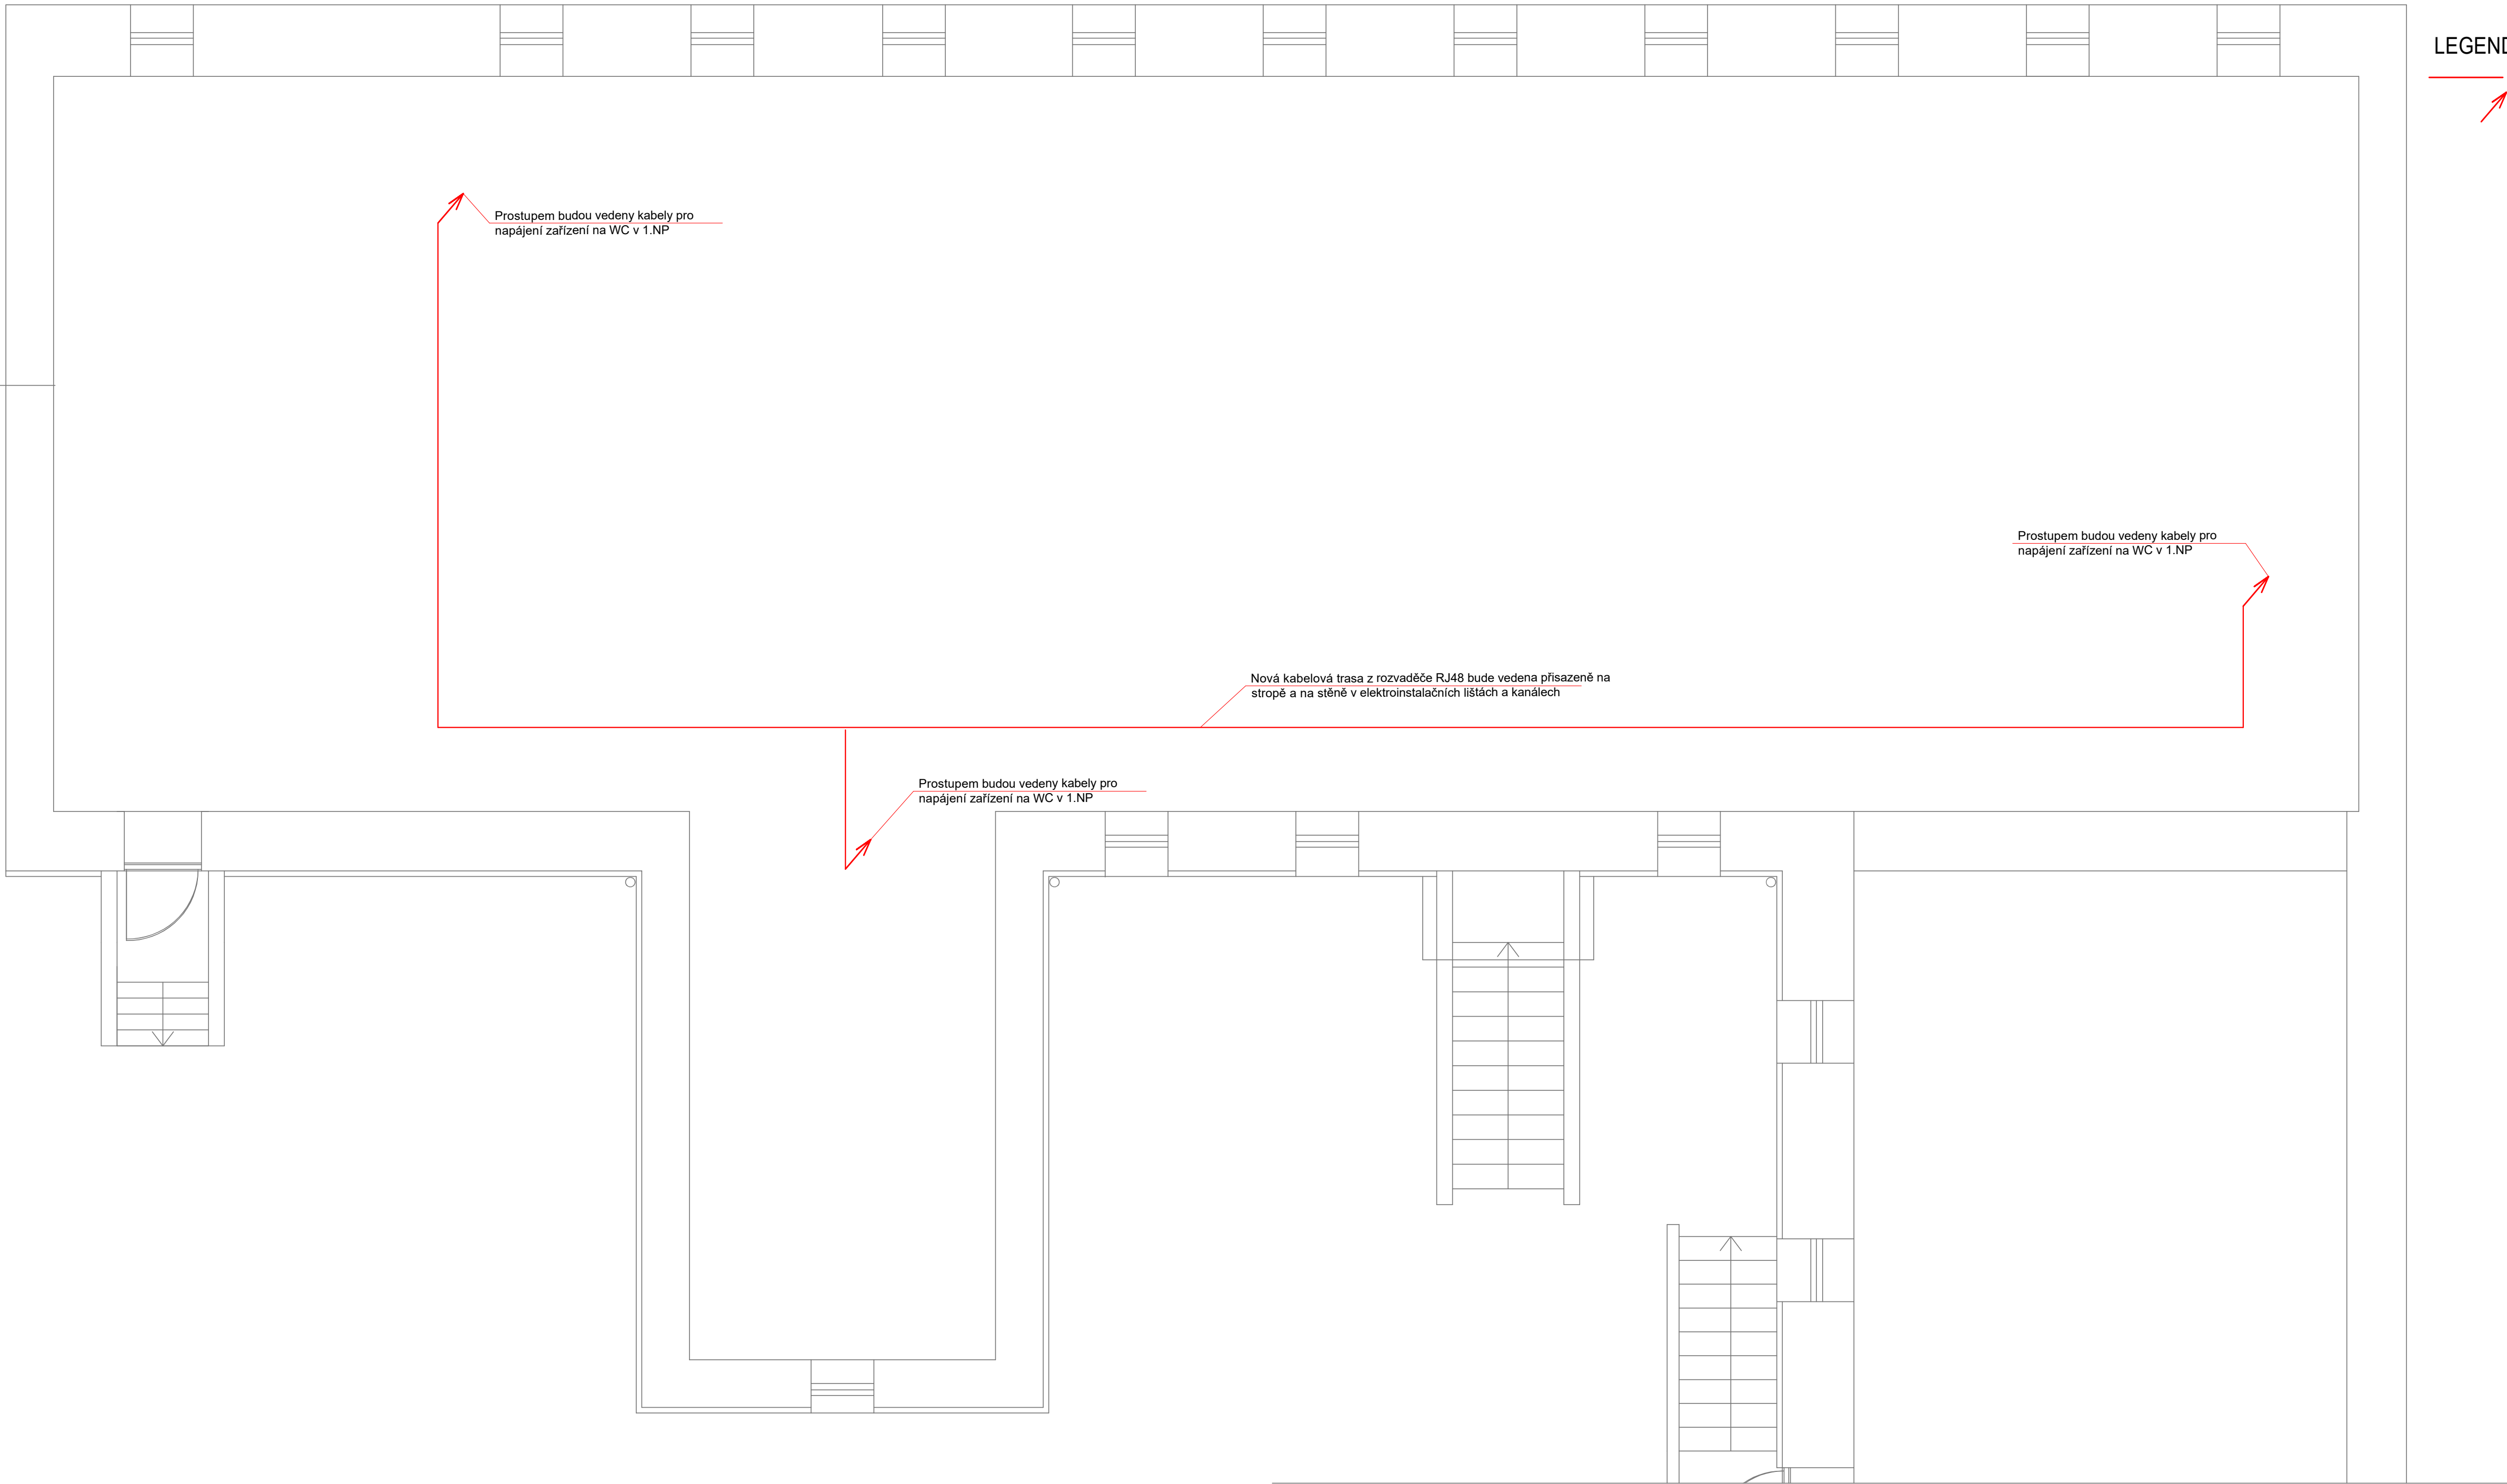 LEGEND
Prostupem budou vedeny kabely pro
napájení zařízení na WC v 1.NP
Prostupem budou vedeny kabely pro
napájení zařízení na WC v 1.NP
Nová kabelová trasa z rozvaděče RJ48 bude vedena přisazeně na
stropě a na stěně v elektroinstalačních lištách a kanálech
Prostupem budou vedeny kabely pro
napájení zařízení na WC v 1.NP